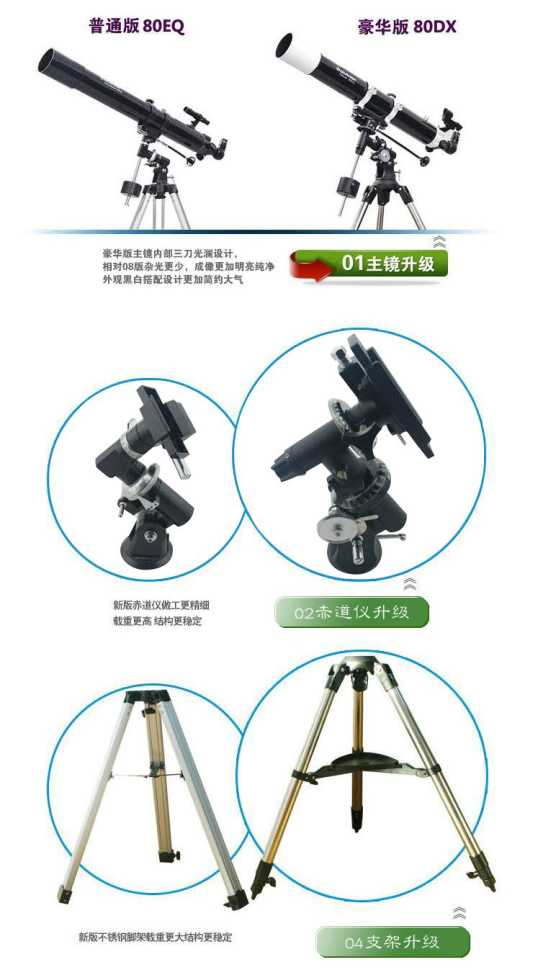 普通版 80EQ
豪华版 80DX
豪华版主镜内部三刀光澜设计，
相对08版杂光更少，成像更加明亮纯净
外观黑白搭配设计更加简约大气
01主镜升级
新版赤道仪做工更精细
载重更高 结构更稳定
02赤道仪升级
新版不锈钢脚架载重更大结构更稳定
04支架升级